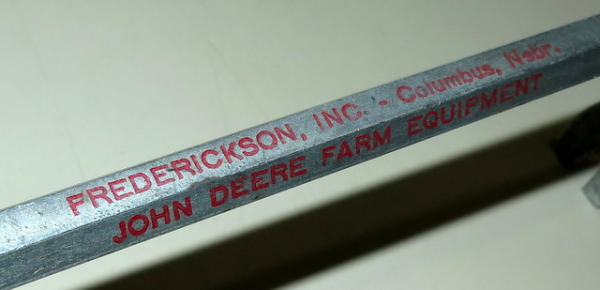 FREDERICKSON, INC. - Columbus, Nebr.
JOHN DEERE FARM EQUIPMENT